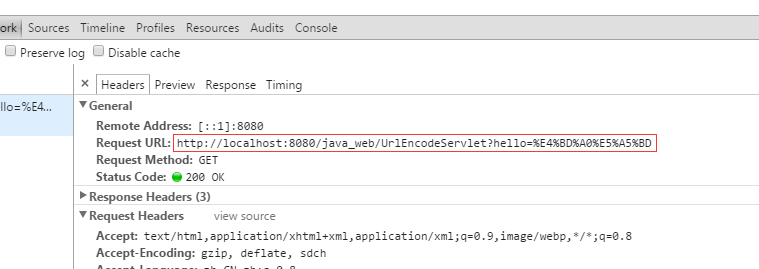 ork Sources Timeline Profiles Resources Audits Console
Preserve log Disable cache
× Headers Preview Response Timing
llo=%E4...
General
Remote Address: [::1]:8080
Request URL: http://localhost:8080/java_web/UrlEncodeServlet?hello=%E4%BD%A0%E5%A5%BD
Request Method: GET
Status Code: 200 OK
Response Headers (3)
Request Headers view source
Accept: text/html,application/xhtml+xml,application/xml;q=0.9,image/webp,*/*;q=0.8
Accept-Encoding: gzip, deflate, sdch